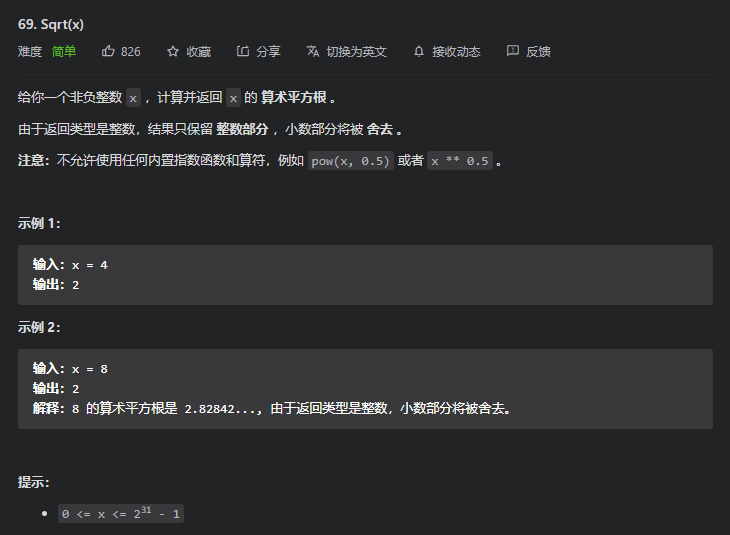 69. Sqrt(x)
难度 简单 826 收藏 分享 切换为英文 接收动态 反馈
给你一个非负整数 x ，计算并返回 x 的 算术平方根 。
由于返回类型是整数，结果只保留 整数部分 ，小数部分将被 舍去 。
注意：不允许使用任何内置指数函数和算符，例如 pow(x, 0.5) 或者 x ** 0.5 。
示例 1：
输入：x = 4
输出：2
示例 2：
输入：x = 8
输出：2
解释：8 的算术平方根是 2.82842..., 由于返回类型是整数，小数部分将被舍去。
提示：
• 0 <= x <= 2³¹ - 1